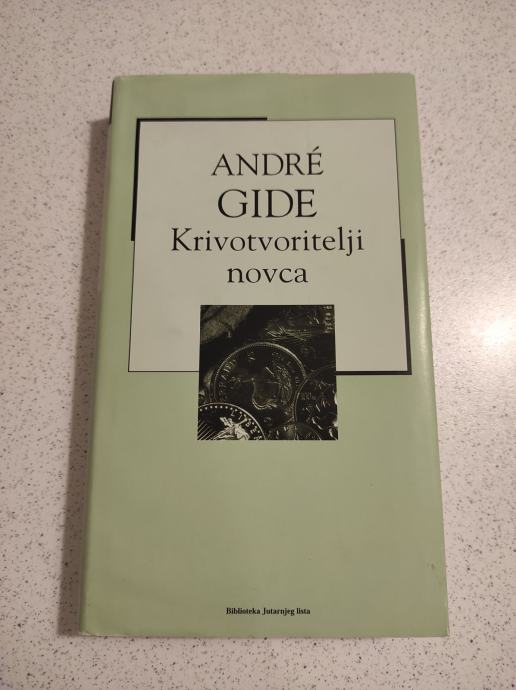 ANDRÉ
GIDE
Krivotvoritelji
novca
Biblioteka Jutarnjeg lista